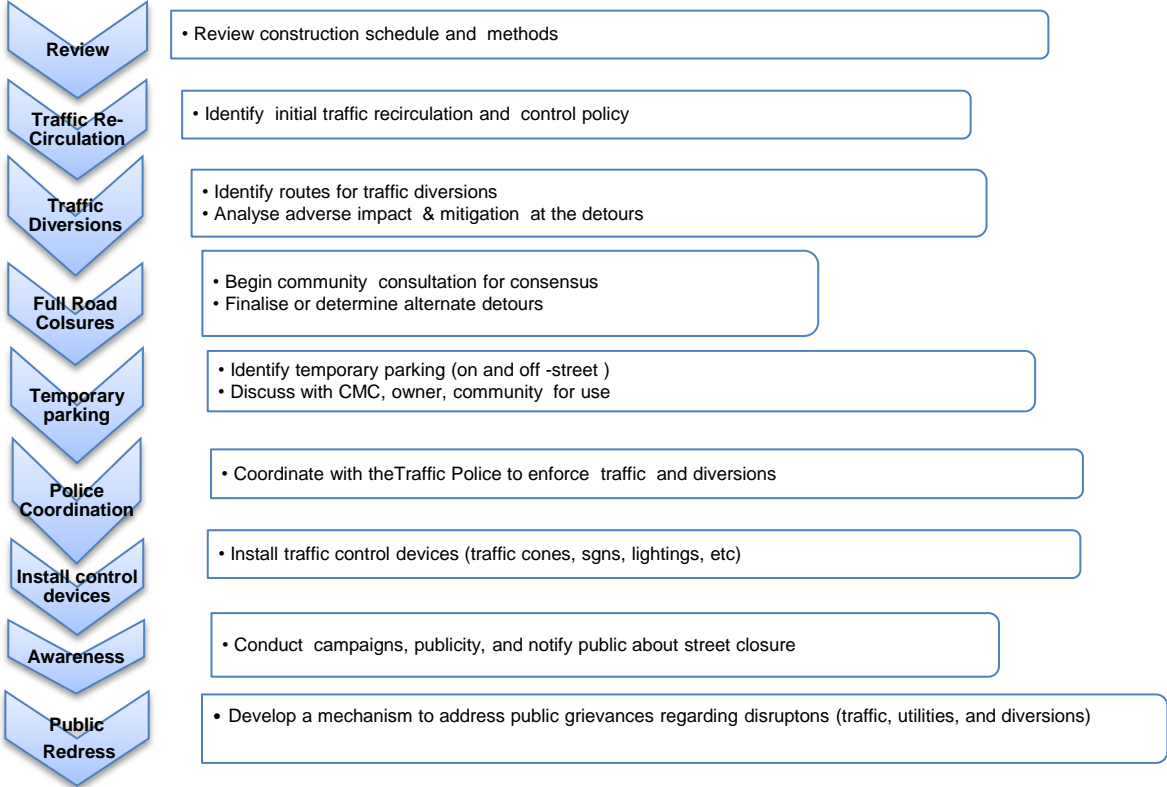 Review
• Review construction schedule and methods
Traffic Re-
Circulation
• Identify initial traffic recirculation and control policy
Traffic
Diversions
• Identify routes for traffic diversions
• Analyse adverse impact & mitigation at the detours
Full Road
Colsures
• Begin community consultation for consensus
• Finalise or determine alternate detours
Temporary
parking
• Identify temporary parking (on and off -street )
• Discuss with CMC, owner, community for use
Police
Coordination
• Coordinate with theTraffic Police to enforce traffic and diversions
Install control
devices
• Install traffic control devices (traffic cones, sgns, lightings, etc)
Awareness
• Conduct campaigns, publicity, and notify public about street closure
Public
Redress
• Develop a mechanism to address public grievances regarding disruptons (traffic, utilities, and diversions)